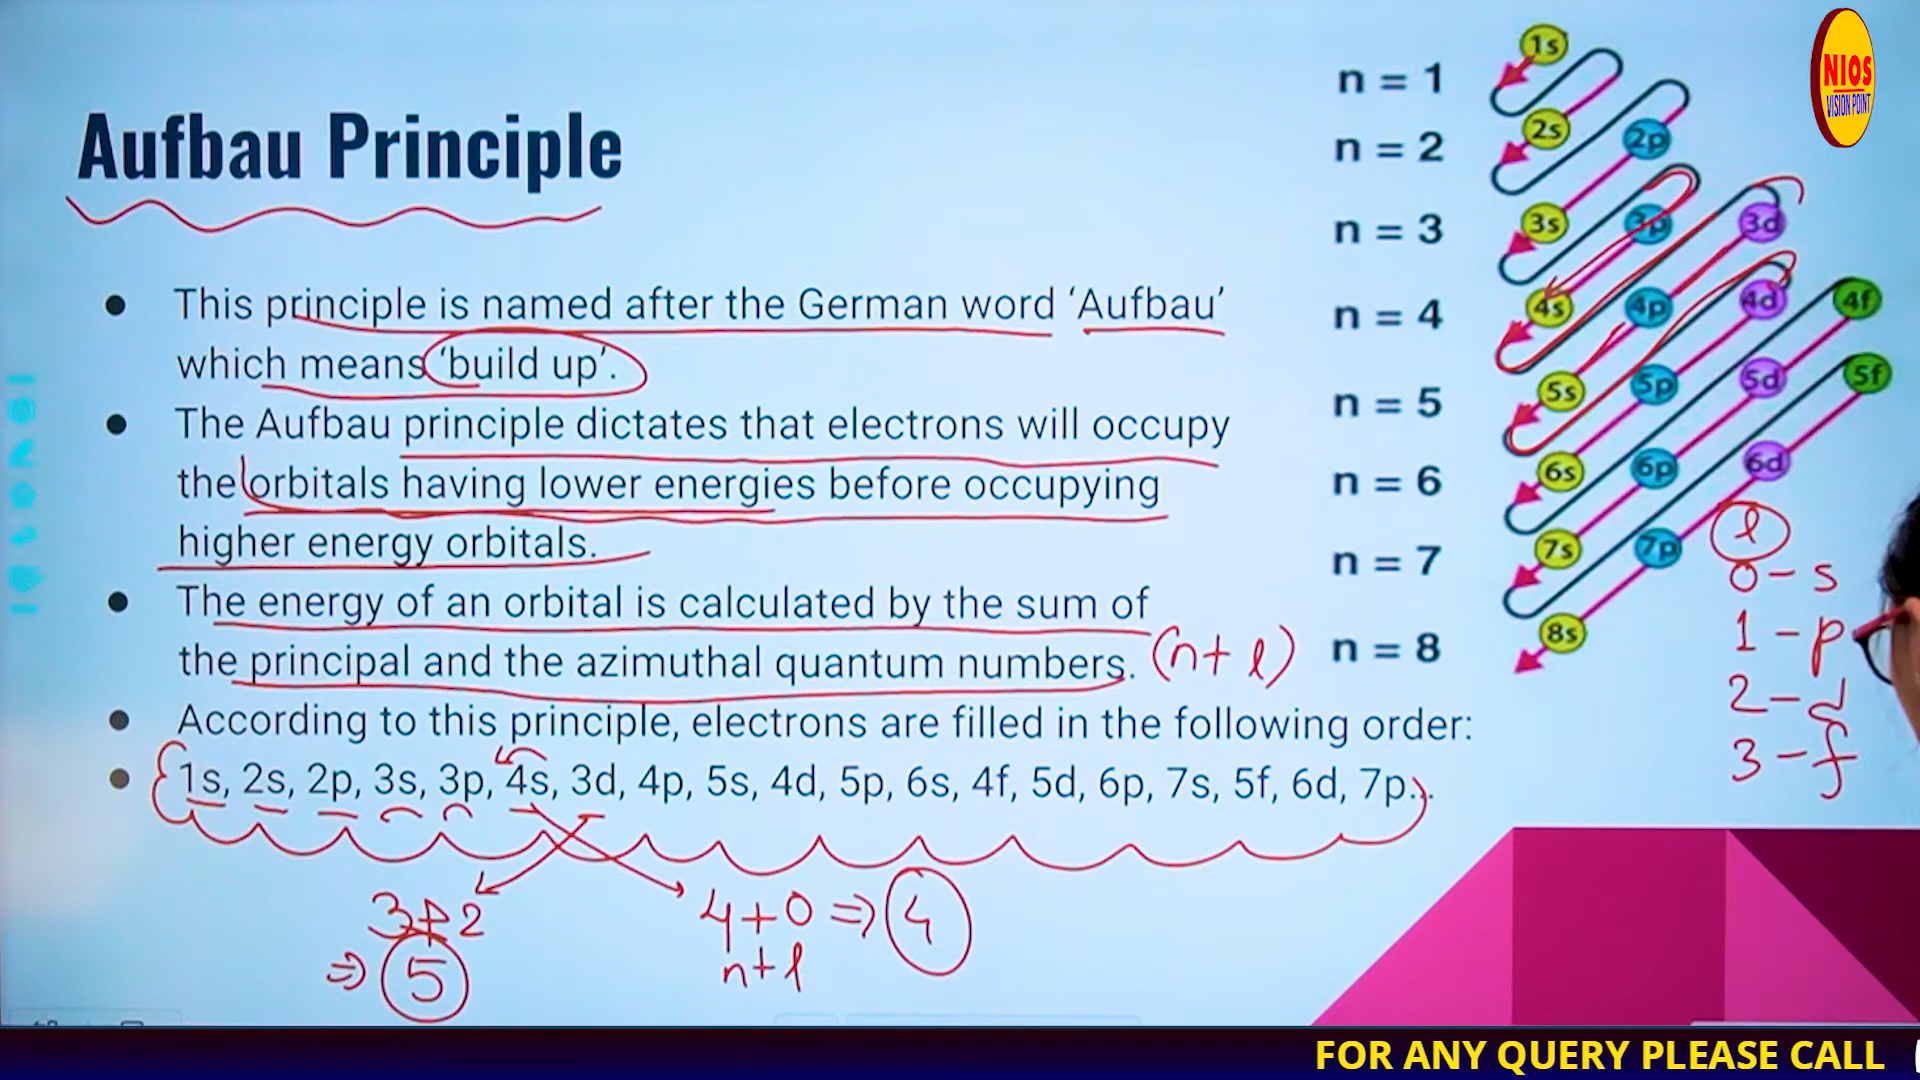 Aufbau Principle
● This principle is named after the German word ‘Aufbau’
which means ‘build up’.
● The Aufbau principle dictates that electrons will occupy
the orbitals having lower energies before occupying
higher energy orbitals.
● The energy of an orbital is calculated by the sum of
the principal and the azimuthal quantum numbers. (n+l)
● According to this principle, electrons are filled in the following order:
● 1s, 2s, 2p, 3s, 3p, 4s, 3d, 4p, 5s, 4d, 5p, 6s, 4f, 5d, 6p, 7s, 5f, 6d, 7p...
3+2
⇒ 5
4+0 ⇒ 4
n+l
n = 1 1s
n = 2 2s 2p
n = 3 3s 3p 3d
n = 4 4s 4p 4d 4f
n = 5 5s 5p 5d 5f
n = 6 6s 6p 6d
n = 7 7s 7p
n = 8 8s
l
0 - s
1 - p
2 - d
3 - f
NIOS
VISION POINT
FOR ANY QUERY PLEASE CALL